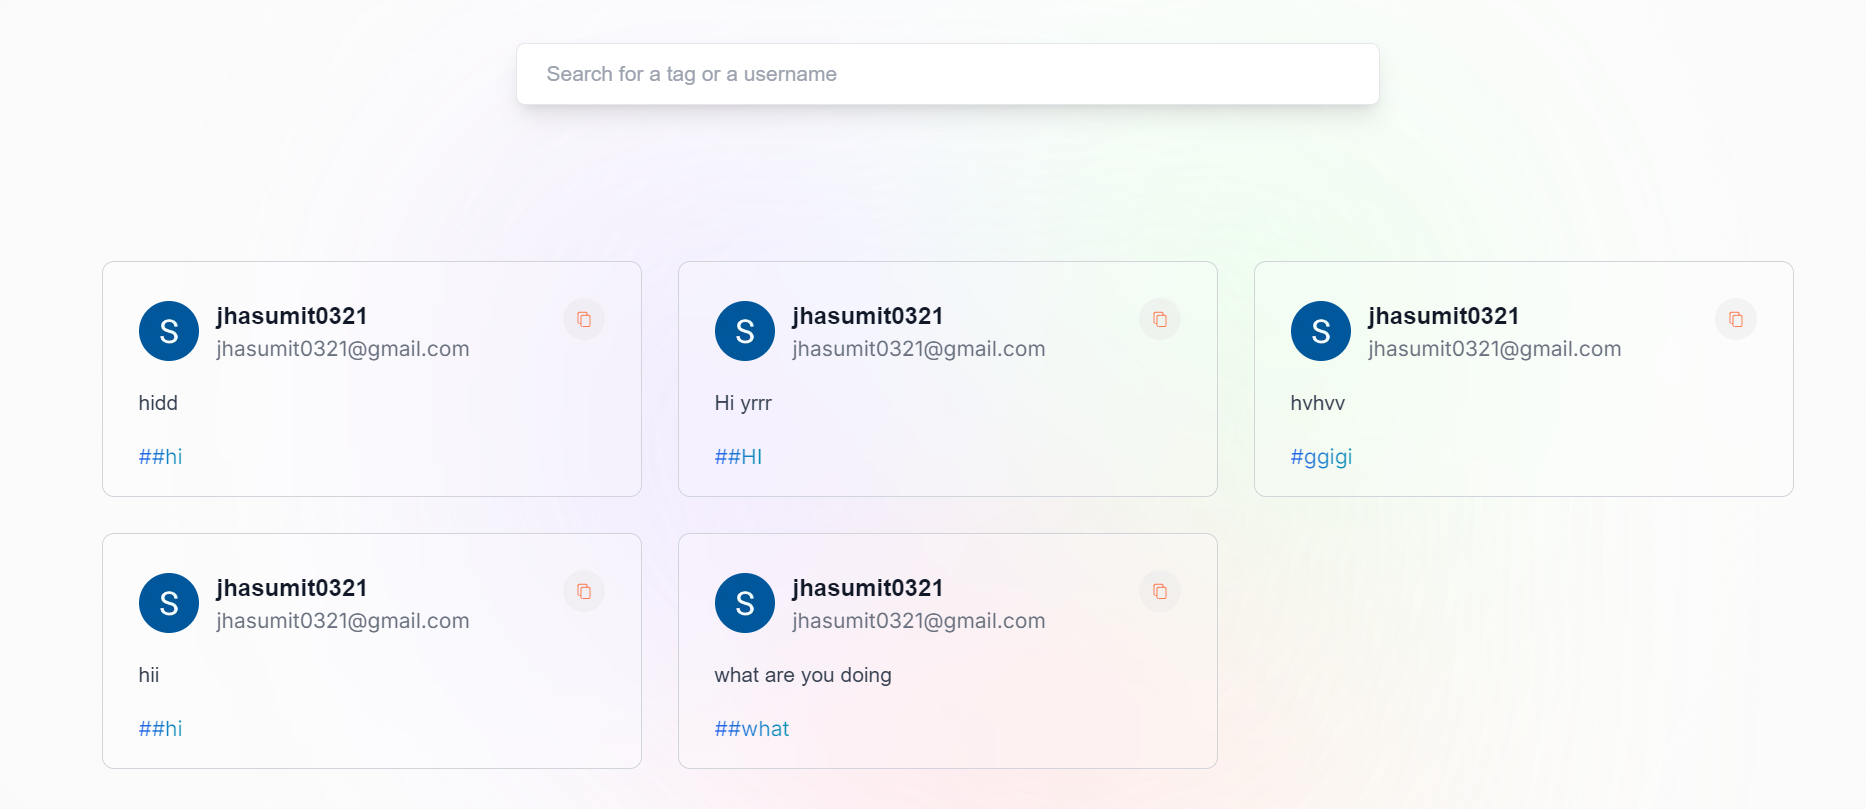 Search for a tag or a username
S
jhasumit0321
jhasumit0321@gmail.com
hidd
##hi
S
jhasumit0321
jhasumit0321@gmail.com
Hi yrrr
##HI
S
jhasumit0321
jhasumit0321@gmail.com
hvhvv
#ggigi
S
jhasumit0321
jhasumit0321@gmail.com
hii
##hi
S
jhasumit0321
jhasumit0321@gmail.com
what are you doing
##what